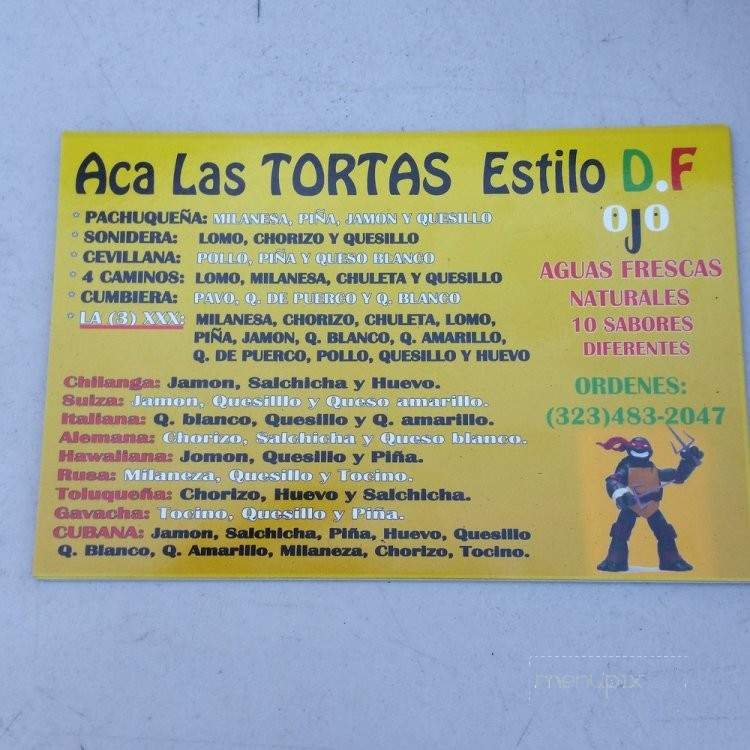 Aca Las TORTAS Estilo D.F
* PACHUQUEÑA: MILANESA, PIÑA, JAMON Y QUESILLO
* SONIDERA: LOMO, CHORIZO Y QUESILLO
* CEVILLANA: POLLO, PIÑA Y QUESO BLANCO
* 4 CAMINOS: LOMO, MILANESA, CHULETA Y QUESILLO
* CUMBIERA: PAVO, Q. DE PUERCO Y Q. BLANCO
* LA (3) XXX: MILANESA, CHORIZO, CHULETA, LOMO,
PIÑA, JAMON, Q. BLANCO, Q. AMARILLO,
Q. DE PUERCO, POLLO, QUESILLO Y HUEVO
Chilanga: Jamon, Salchicha y Huevo.
Suiza: Jamon, Quesilllo y Queso amarillo.
Italiana: Q. blanco, Quesillo y Q. amarillo.
Alemana: Chorizo, Salchicha y Queso blanco.
Hawaiiana: Jomon, Quesillo y Piña.
Rusa: Milaneza, Quesillo y Tocino.
Toluqueña: Chorizo, Huevo y Salchicha.
Gavacha: Tocino, Quesillo y Piña.
CUBANA: Jamon, Salchicha, Piña, Huevo, Quesillo
Q. Blanco, Q. Amarillo, Milaneza, Chorizo, Tocino.
OJO
AGUAS FRESCAS
NATURALES
10 SABORES
DIFERENTES
ORDENES:
(323)483-2047
menupix